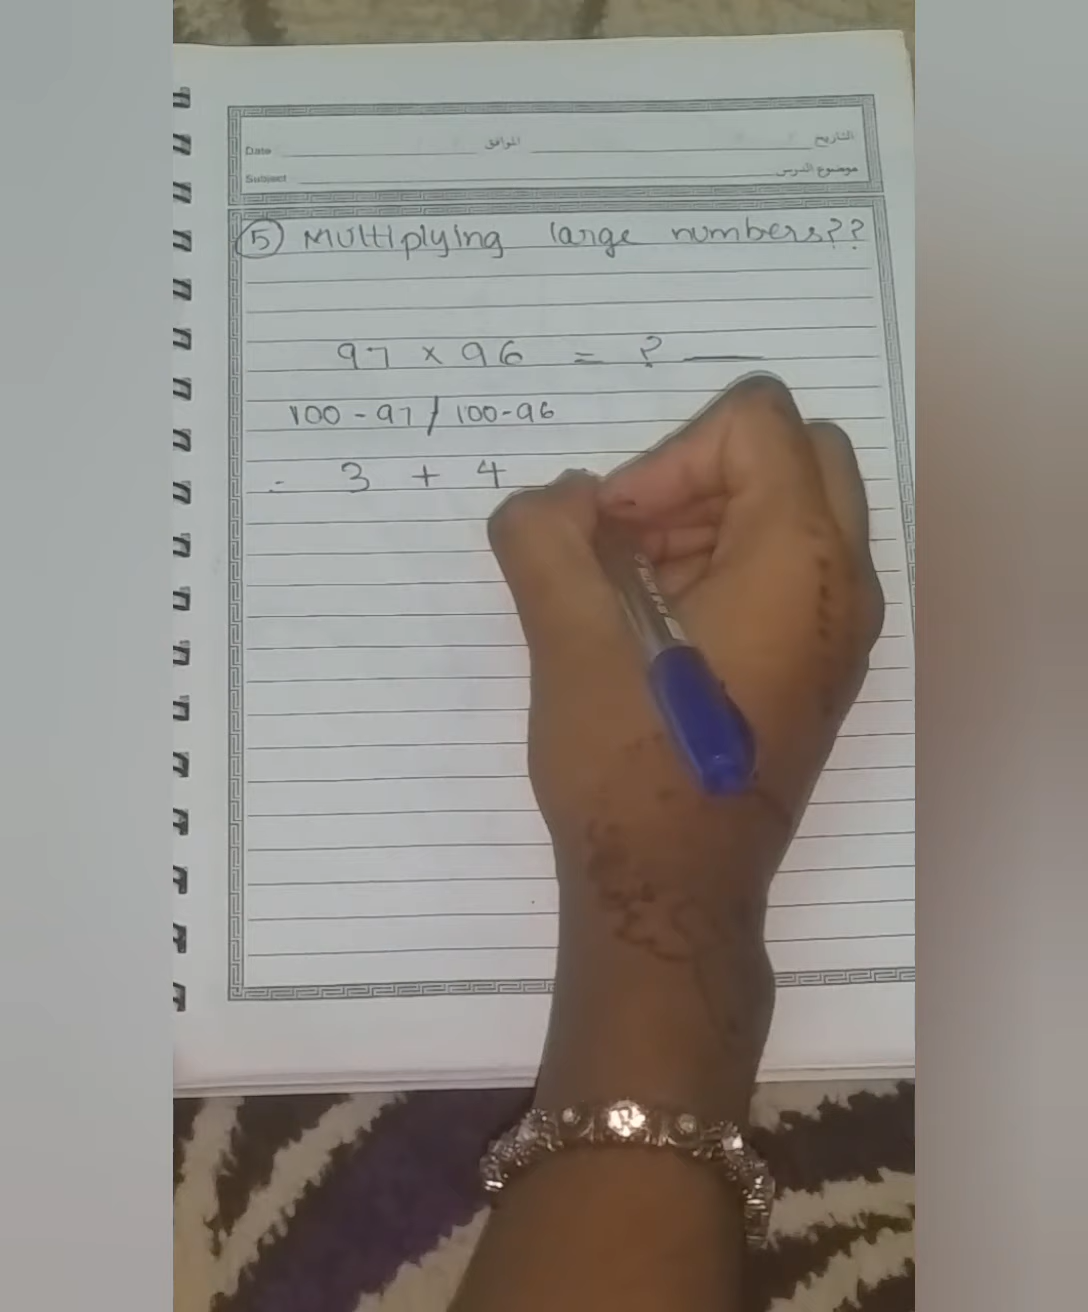 Date الموافق التاريخ
Subject موضوع الدرس
5 Multiplying large numbers??
97 × 96 = ?
100 - 97 / 100 - 96
= 3 + 4